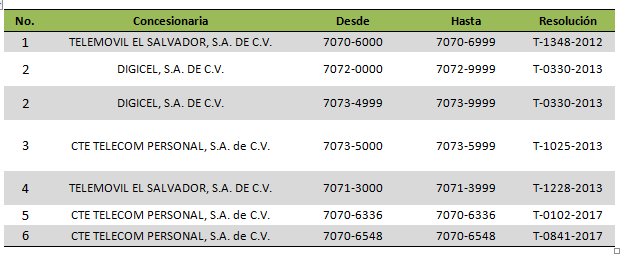 No. Concesionaria Desde Hasta Resolución
1 TELEMOVIL EL SALVADOR, S.A. DE C.V. 7070-6000 7070-6999 T-1348-2012
2 DIGICEL, S.A. DE C.V. 7072-0000 7072-9999 T-0330-2013
2 DIGICEL, S.A. DE C.V. 7073-4999 7073-9999 T-0330-2013
3 CTE TELECOM PERSONAL, S.A. de C.V. 7073-5000 7073-5999 T-1025-2013
4 TELEMOVIL EL SALVADOR, S.A. DE C.V. 7071-3000 7071-3999 T-1228-2013
5 CTE TELECOM PERSONAL, S.A. de C.V. 7070-6336 7070-6336 T-0102-2017
6 CTE TELECOM PERSONAL, S.A. de C.V. 7070-6548 7070-6548 T-0841-2017